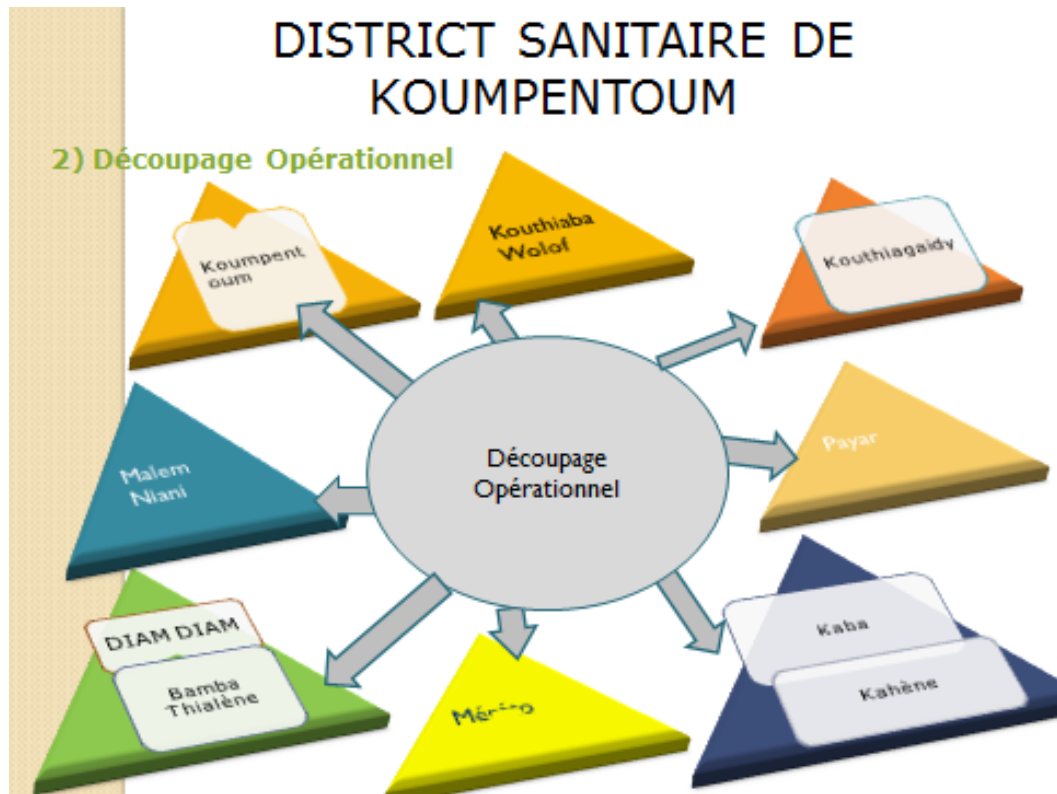 DISTRICT SANITAIRE DE
KOUMPENTOUM
2) Découpage Opérationnel
Koumpent
oum
Kouthiaba
Wolof
Kouthiagaidy
Malem
Niani
Découpage
Opérationnel
Payar
DIAM DIAM
Bamba
Thialène
Kaba
Kahène